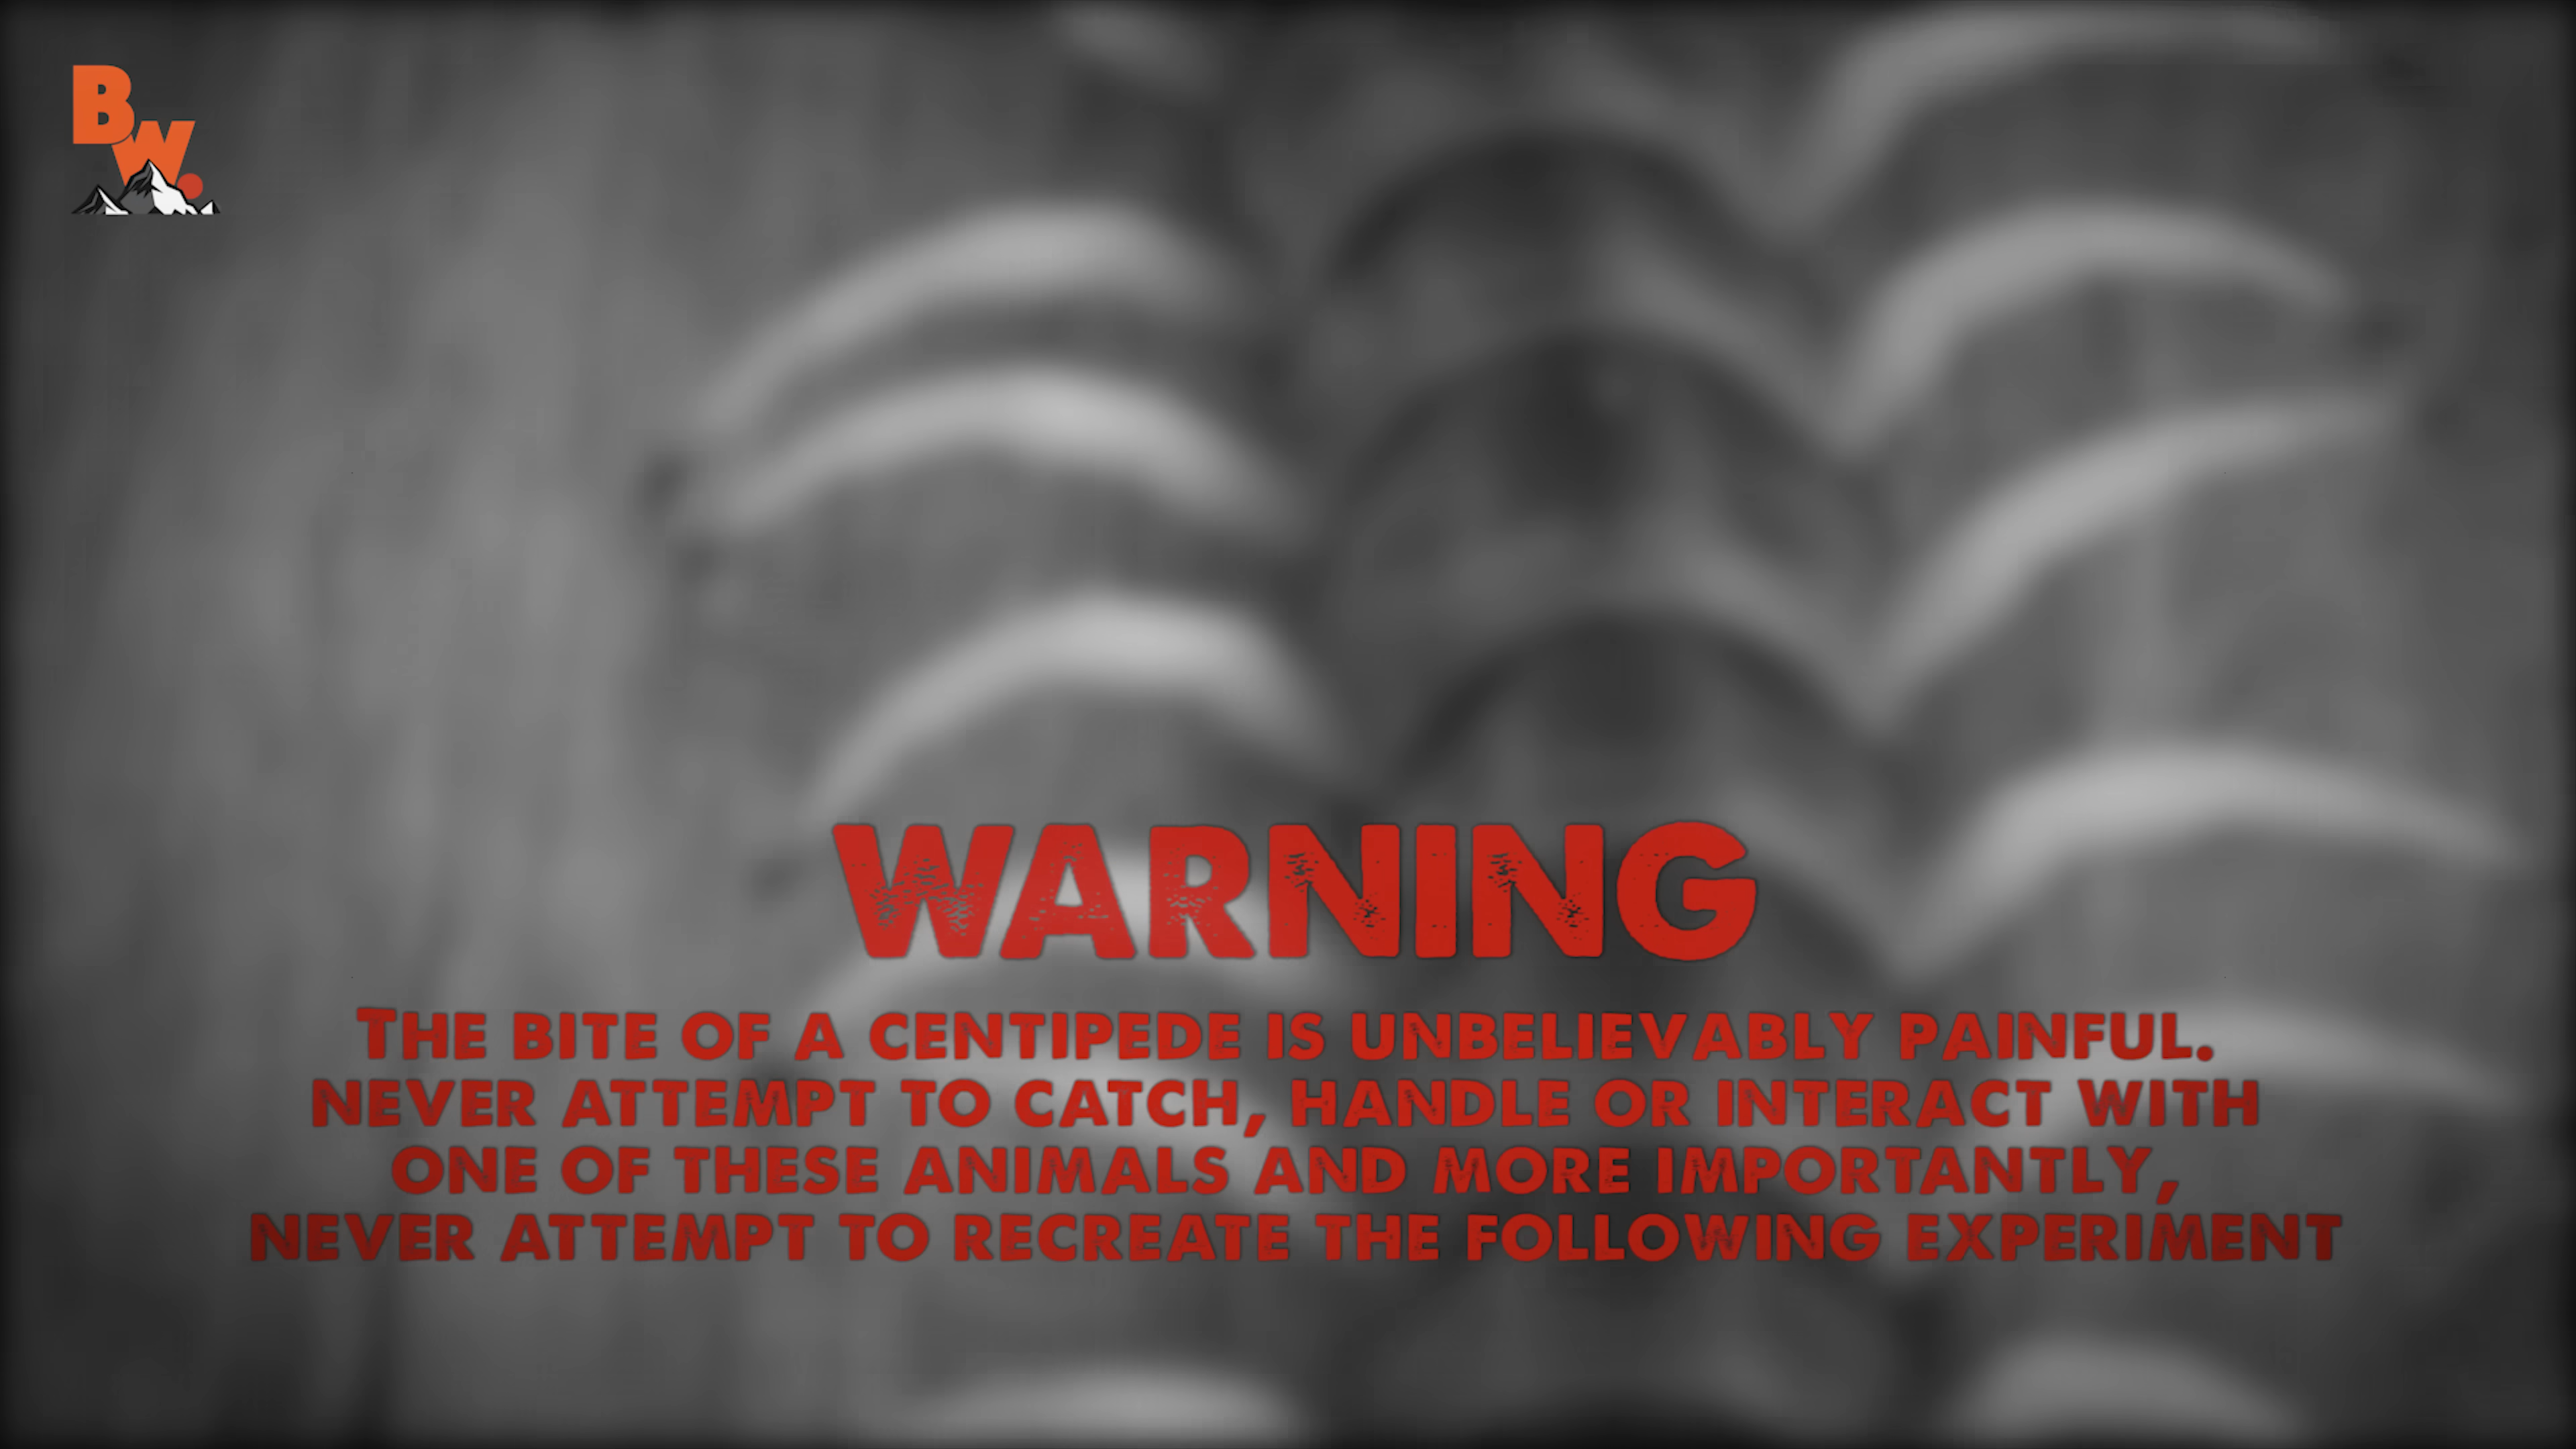 BW.
WARNING
THE BITE OF A CENTIPEDE IS UNBELIEVABLY PAINFUL.
NEVER ATTEMPT TO CATCH, HANDLE OR INTERACT WITH
ONE OF THESE ANIMALS AND MORE IMPORTANTLY,
NEVER ATTEMPT TO RECREATE THE FOLLOWING EXPERIMENT